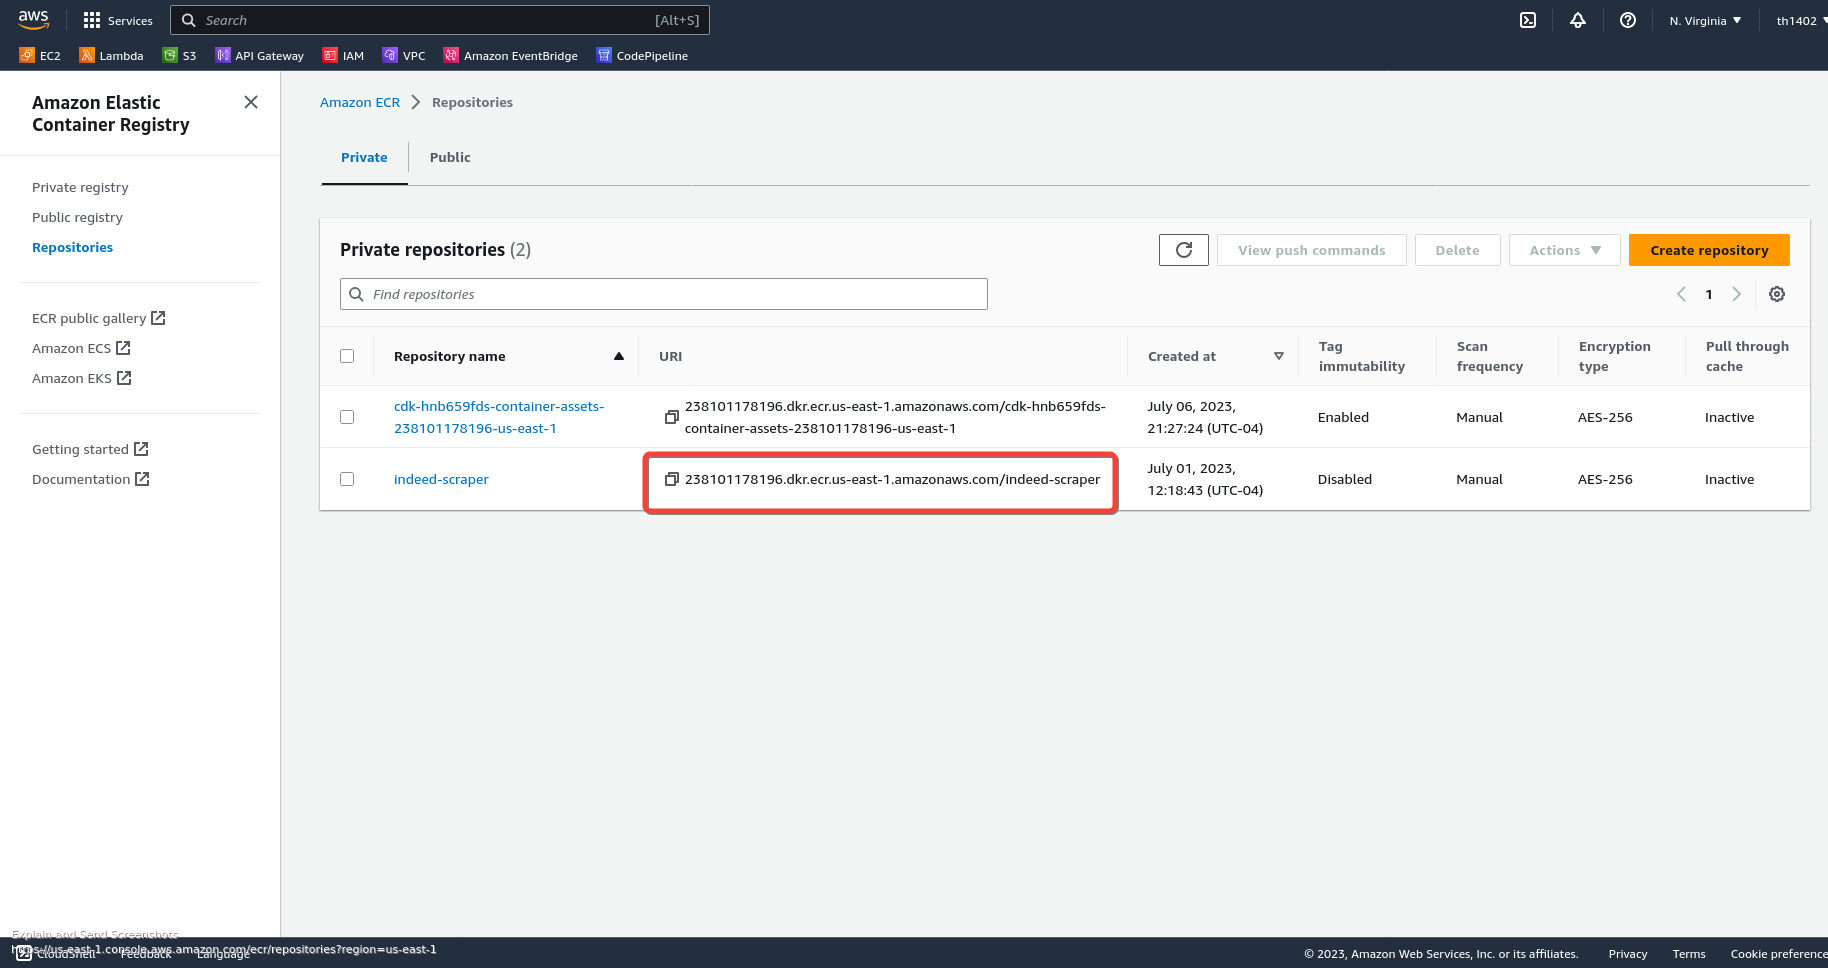 aws Services Search [Alt+S] N. Virginia th1402
EC2 Lambda S3 API Gateway IAM VPC Amazon EventBridge CodePipeline
Amazon Elastic
Container Registry
Private registry
Public registry
Repositories
ECR public gallery
Amazon ECS
Amazon EKS
Getting started
Documentation
Amazon ECR Repositories
Private Public
Private repositories (2)
View push commands Delete Actions Create repository
Find repositories
1
Repository name URI Created at Tag immutability Scan frequency Encryption type Pull through cache
cdk-hnb659fds-container-assets-
238101178196-us-east-1
238101178196.dkr.ecr.us-east-1.amazonaws.com/cdk-hnb659fds-
container-assets-238101178196-us-east-1
July 06, 2023,
21:27:24 (UTC-04)
Enabled Manual AES-256 Inactive
indeed-scraper
238101178196.dkr.ecr.us-east-1.amazonaws.com/indeed-scraper
July 01, 2023,
12:18:43 (UTC-04)
Disabled Manual AES-256 Inactive
Explain and Send Screenshots
https://us-east-1.console.aws.amazon.com/ecr/repositories?region=us-east-1
CloudShell Feedback Language
© 2023, Amazon Web Services, Inc. or its affiliates. Privacy Terms Cookie preference